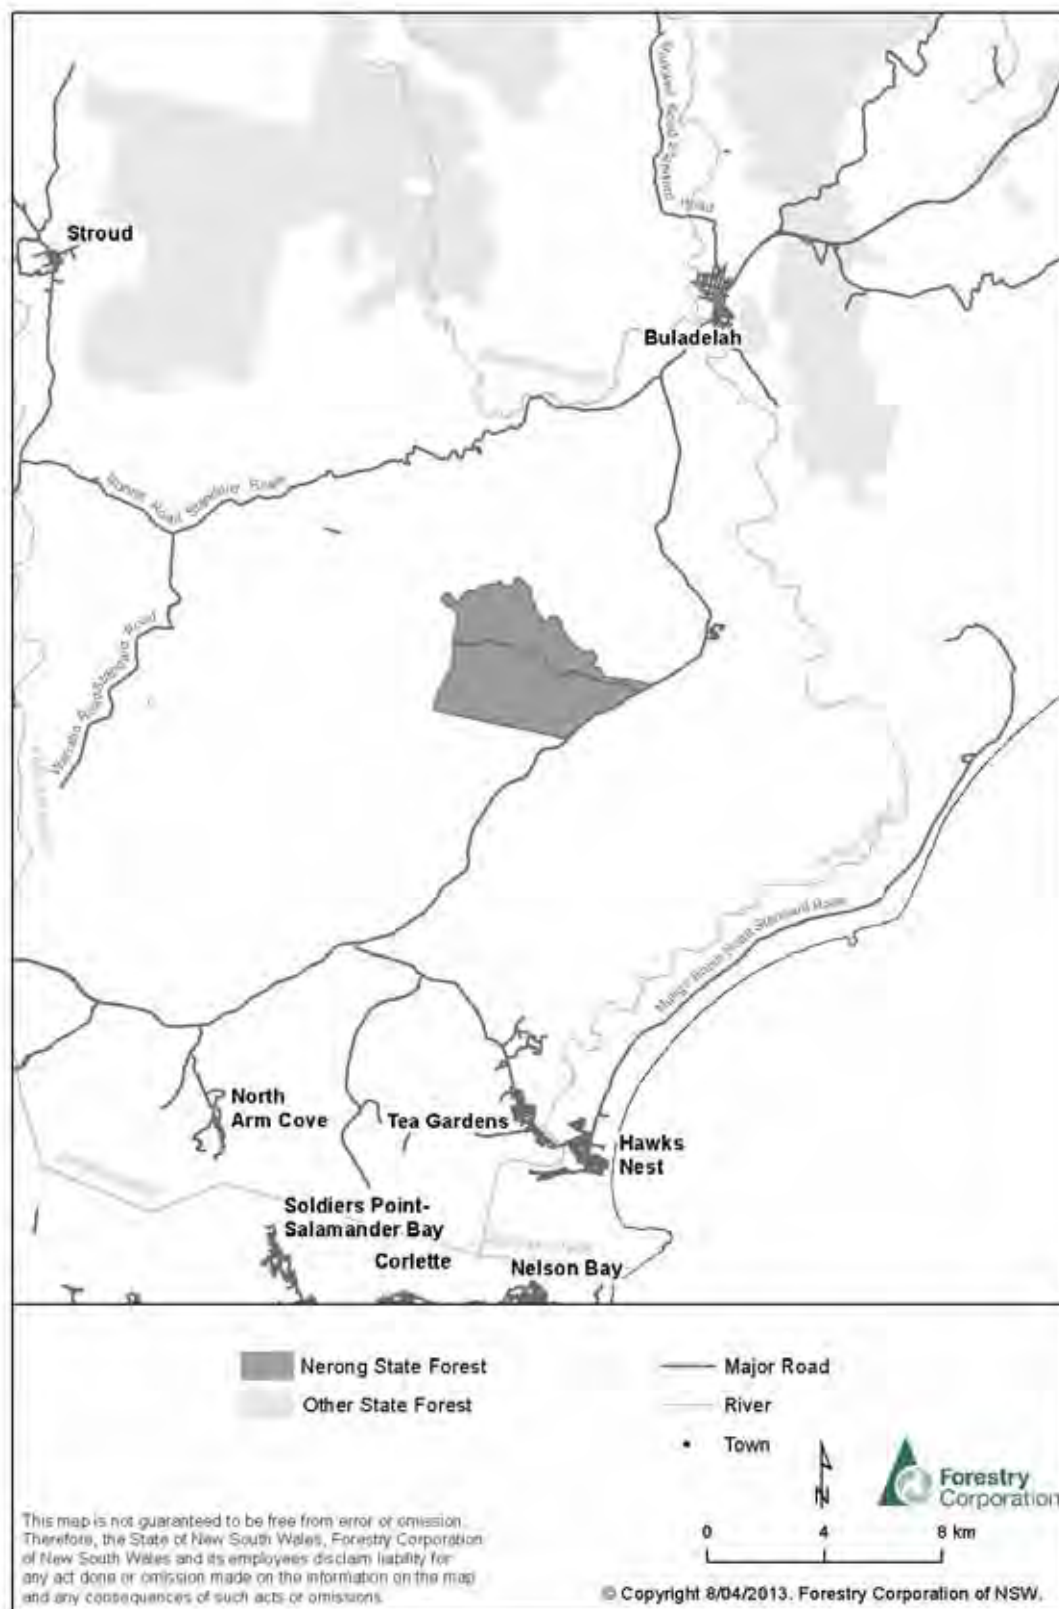 Stroud
Buladelah
North
Arm Cove
Tea Gardens
Hawks
Nest
Soldiers Point-
Salamander Bay
Corlette
Nelson Bay
Nerong State Forest
Other State Forest
Major Road
River
Town
N
Forestry
Corporation
0 4 8 km
This map is not guaranteed to be free from error or omission.
Therefore, the State of New South Wales, Forestry Corporation
of New South Wales and its employees disclaim liability for
any act done or omission made on the information on the map
and any consequences of such acts or omissions.
© Copyright 8/04/2013. Forestry Corporation of NSW.